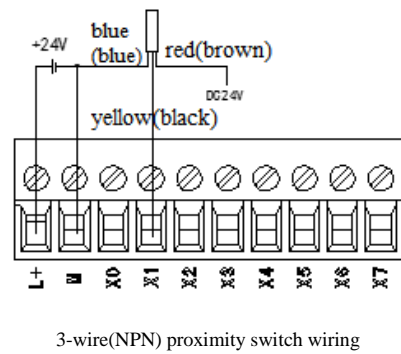 blue
+24V
(blue)
red(brown)
DC24V
yellow(black)
L+
M
X0
X1
X2
X3
X4
X5
X6
X7
3-wire(NPN) proximity switch wiring